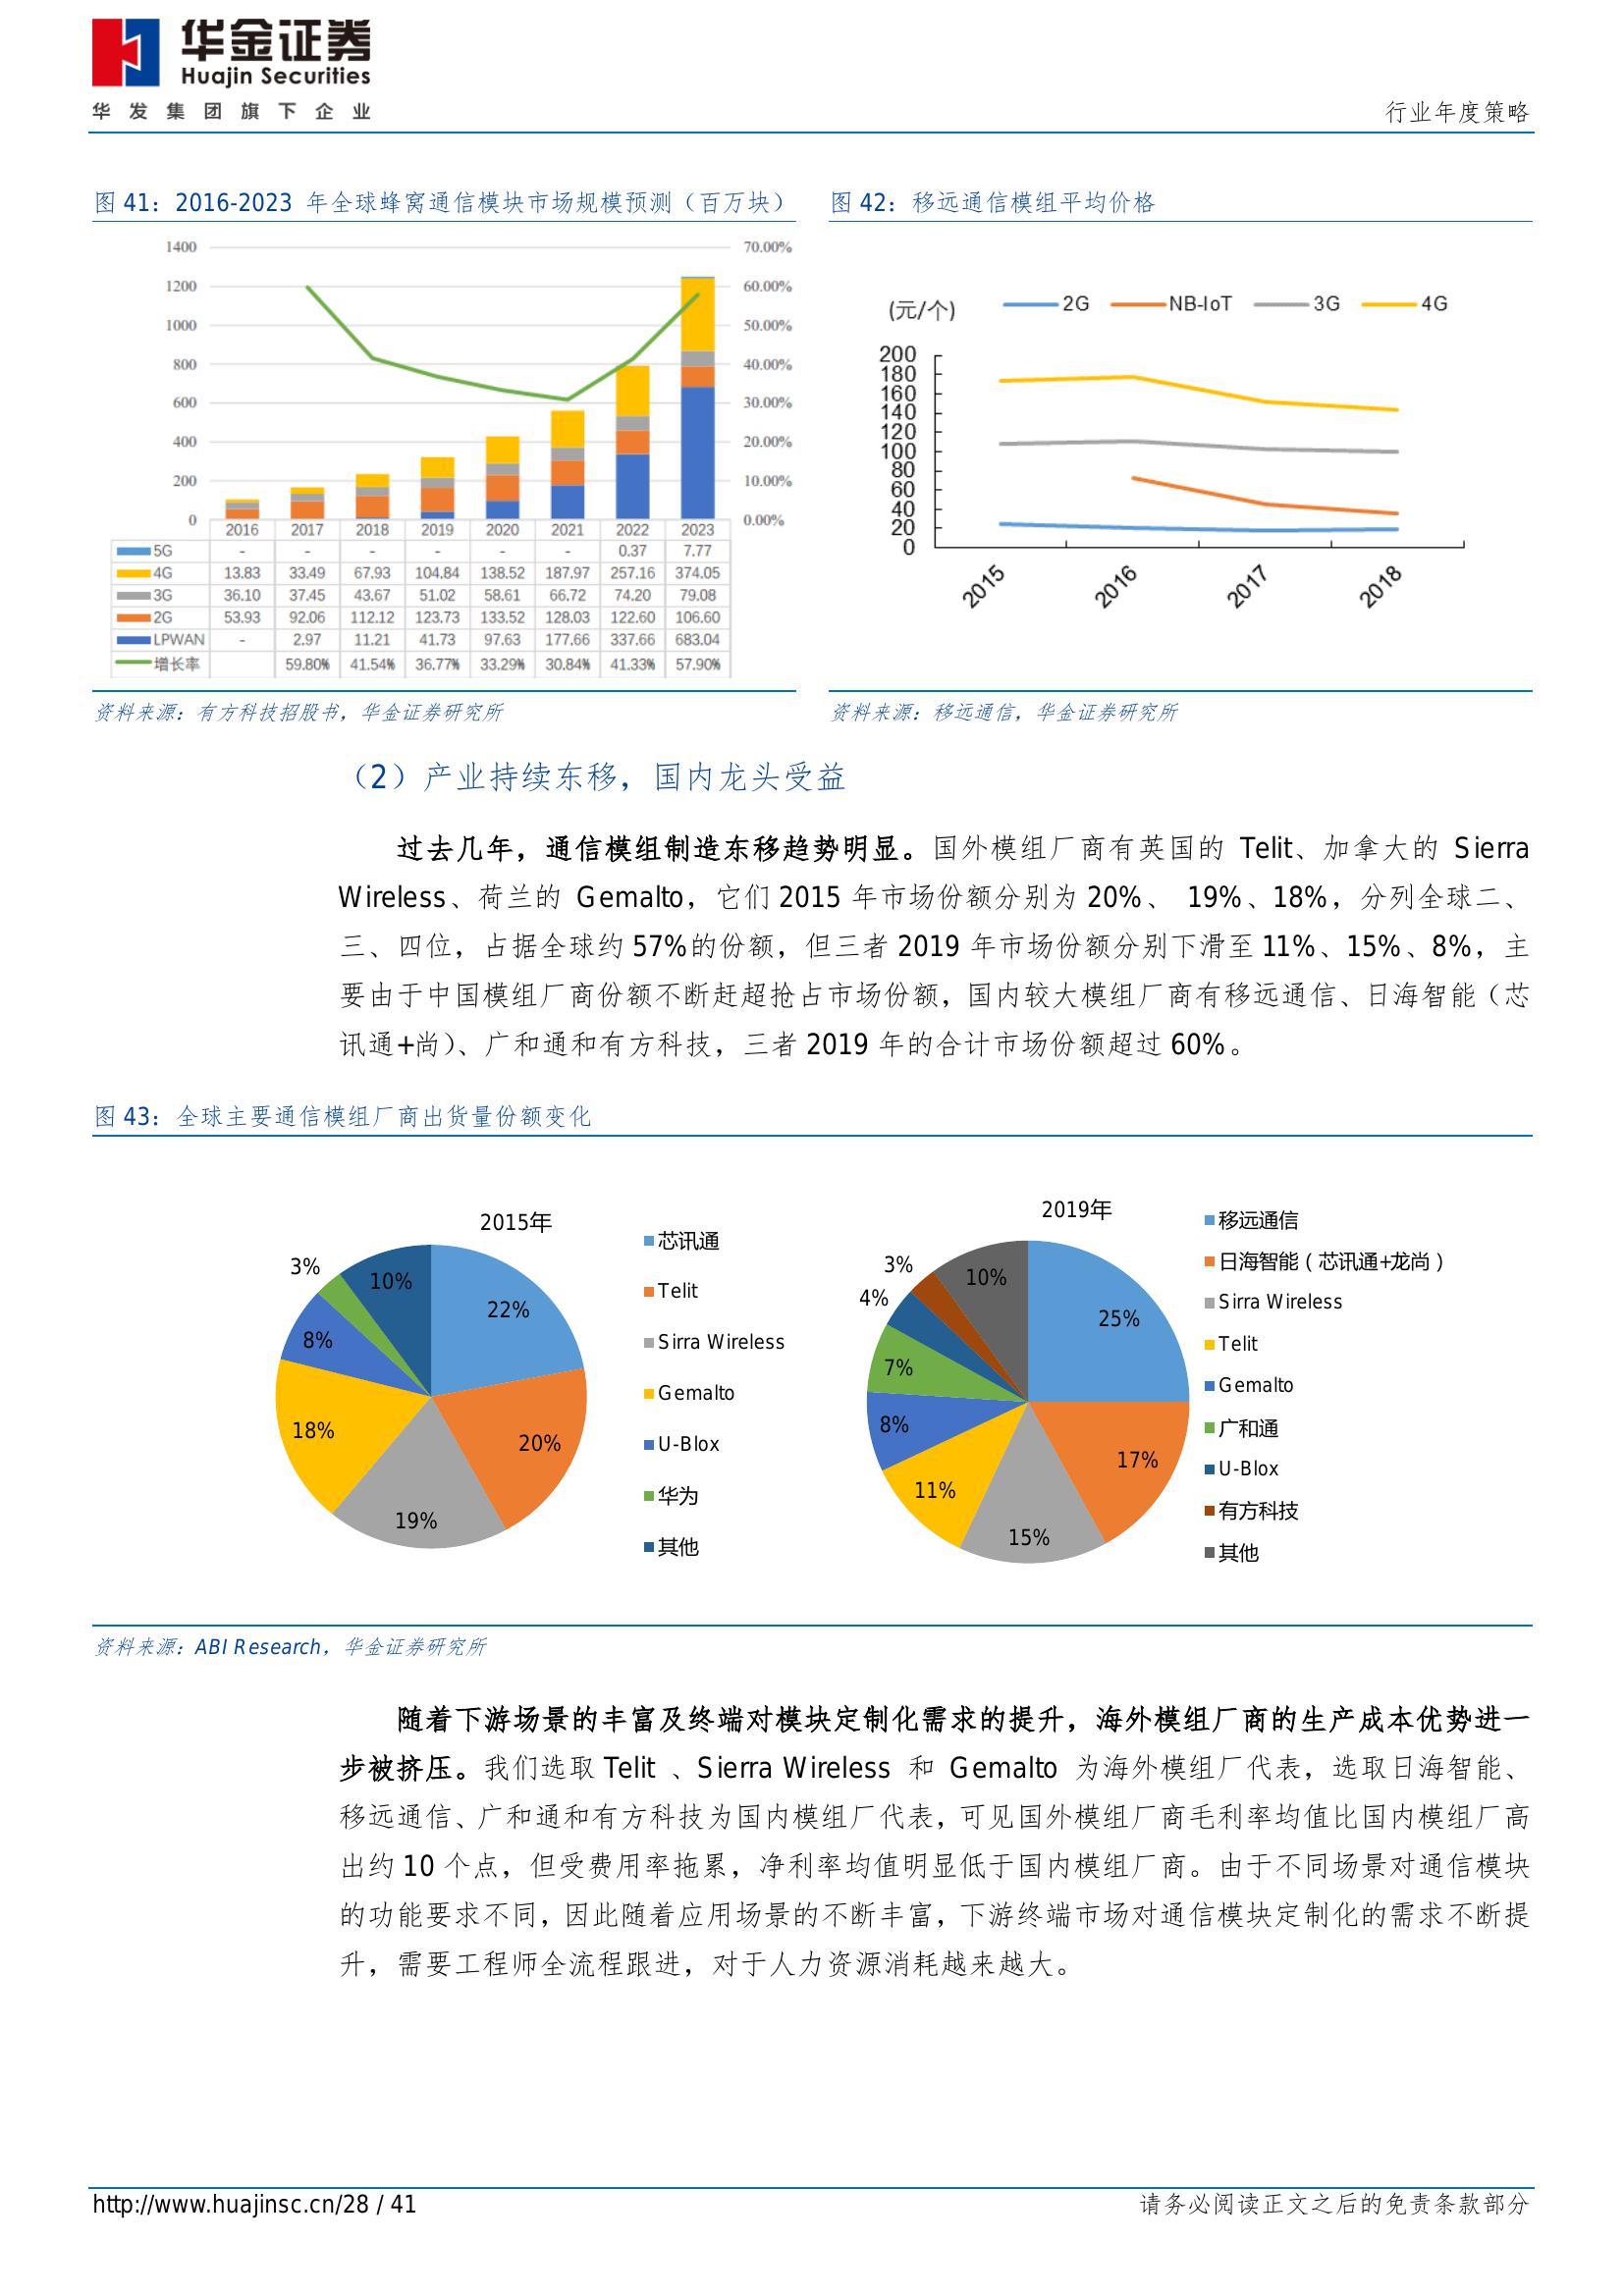 华金证券
Huajin Securities
华发集团旗下企业
行业年度策略
图 41：2016-2023 年全球蜂窝通信模块市场规模预测（百万块）
1400 70.00%
1200 60.00%
1000 50.00%
800 40.00%
600 30.00%
400 20.00%
200 10.00%
0 0.00%
2016 2017 2018 2019 2020 2021 2022 2023
5G - - - - - - 0.37 7.77
4G 13.83 33.49 67.93 104.84 138.52 187.97 257.16 374.05
3G 36.10 37.45 43.67 51.02 58.61 66.72 74.20 79.08
2G 53.93 92.06 112.12 123.73 133.52 128.03 122.60 106.60
LPWAN - 2.97 11.21 41.73 97.63 177.66 337.66 683.04
增长率 59.80% 41.54% 36.77% 33.29% 30.84% 41.33% 57.90%
资料来源：有方科技招股书，华金证券研究所
图 42：移远通信模组平均价格
(元/个) 2G NB-IoT 3G 4G
200
180
160
140
120
100
80
60
40
20
0
2015 2016 2017 2018
资料来源：移远通信，华金证券研究所
（2）产业持续东移，国内龙头受益
过去几年，通信模组制造东移趋势明显。国外模组厂商有英国的 Telit、加拿大的 Sierra
Wireless、荷兰的 Gemalto，它们 2015 年市场份额分别为 20%、 19%、18%，分列全球二、
三、四位，占据全球约 57%的份额，但三者 2019 年市场份额分别下滑至 11%、15%、8%，主
要由于中国模组厂商份额不断赶超抢占市场份额，国内较大模组厂商有移远通信、日海智能（芯
讯通+尚）、广和通和有方科技，三者 2019 年的合计市场份额超过 60%。
图 43：全球主要通信模组厂商出货量份额变化
2015年
22%
20%
19%
18%
8%
3%
10%
芯讯通
Telit
Sirra Wireless
Gemalto
U-Blox
华为
其他
2019年
25%
17%
15%
11%
8%
7%
4%
3%
10%
移远通信
日海智能（芯讯通+龙尚）
Sirra Wireless
Telit
Gemalto
广和通
U-Blox
有方科技
其他
资料来源：ABI Research，华金证券研究所
随着下游场景的丰富及终端对模块定制化需求的提升，海外模组厂商的生产成本优势进一
步被挤压。我们选取 Telit 、Sierra Wireless 和 Gemalto 为海外模组厂代表，选取日海智能、
移远通信、广和通和有方科技为国内模组厂代表，可见国外模组厂商毛利率均值比国内模组厂高
出约 10 个点，但受费用率拖累，净利率均值明显低于国内模组厂商。由于不同场景对通信模块
的功能要求不同，因此随着应用场景的不断丰富，下游终端市场对通信模块定制化的需求不断提
升，需要工程师全流程跟进，对于人力资源消耗越来越大。
http://www.huajinsc.cn/28 / 41
请务必阅读正文之后的免责条款部分